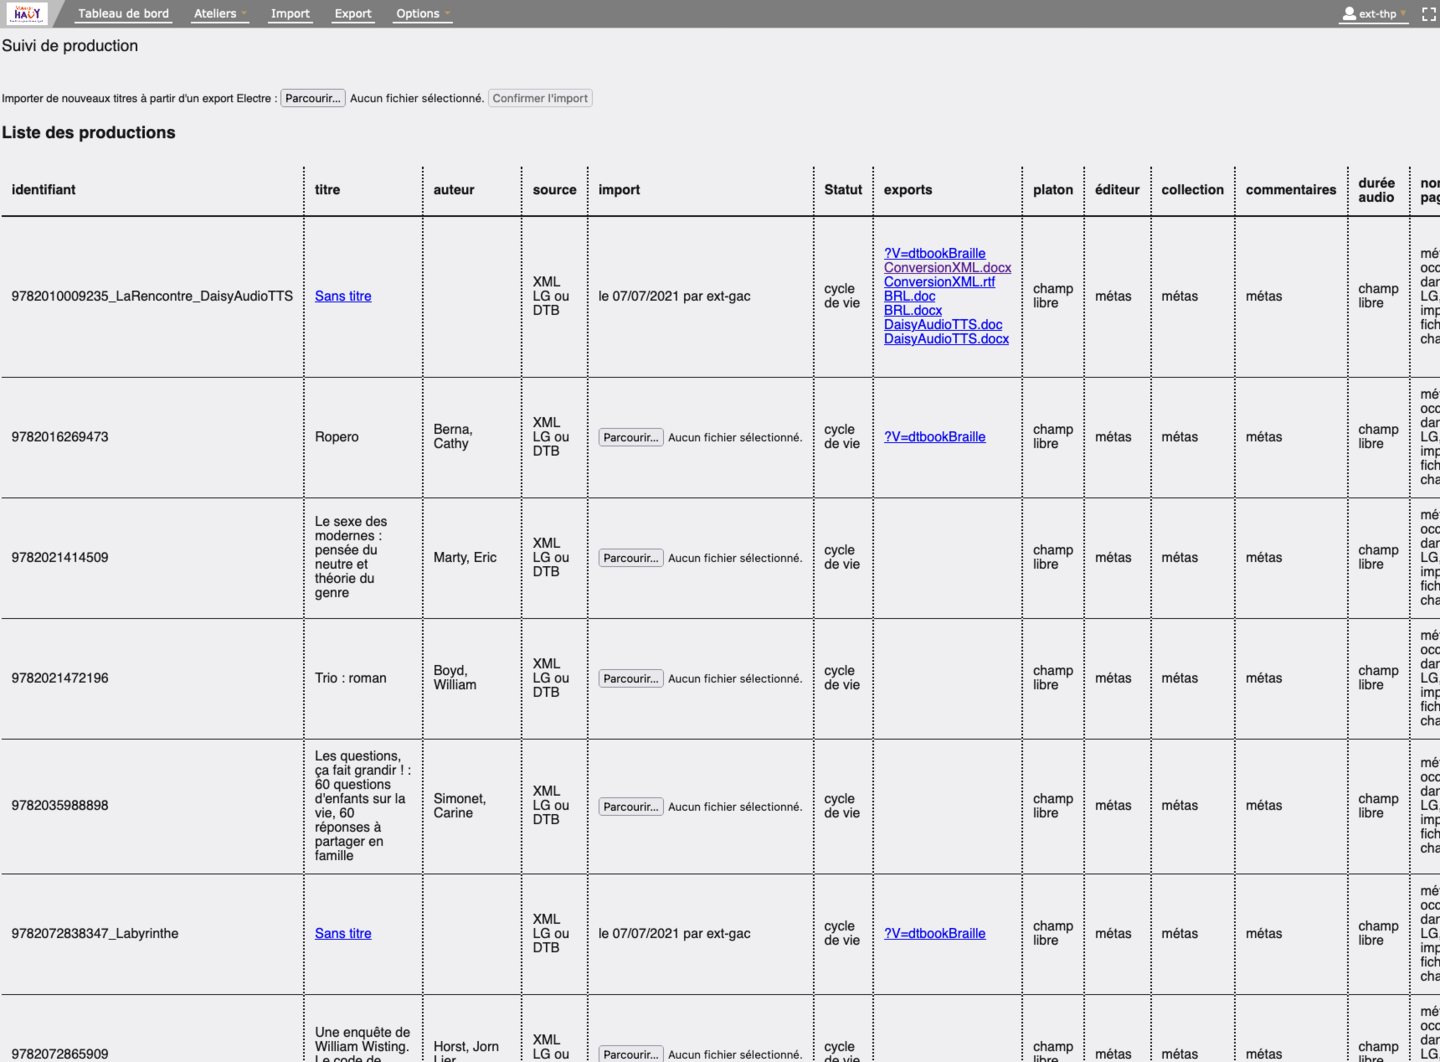 HAÜY
Tableau de bord Ateliers Import Export Options ext-thp
Suivi de production
Importer de nouveaux titres à partir d'un export Electre : Parcourir... Aucun fichier sélectionné. Confirmer l'import
Liste des productions
identifiant titre auteur source import Statut exports platon éditeur collection commentaires durée audio nor pag
9782010009235_LaRencontre_DaisyAudioTTS
Sans titre
XML
LG ou
DTB
le 07/07/2021 par ext-gac
cycle
de vie
?V=dtbookBraille
ConversionXML.docx
ConversionXML.rtf
BRL.doc
BRL.docx
DaisyAudioTTS.doc
DaisyAudioTTS.docx
champ
libre
métas
métas
métas
champ
libre
mé
occ
dar
LG,
imp
fich
cha
9782016269473
Ropero
Berna,
Cathy
XML
LG ou
DTB
Parcourir... Aucun fichier sélectionné.
cycle
de vie
?V=dtbookBraille
champ
libre
métas
métas
métas
champ
libre
mé
occ
dar
LG,
imp
fich
cha
9782021414509
Le sexe des
modernes :
pensée du
neutre et
théorie du
genre
Marty, Eric
XML
LG ou
DTB
Parcourir... Aucun fichier sélectionné.
cycle
de vie
champ
libre
métas
métas
métas
champ
libre
mé
occ
dar
LG,
imp
fich
cha
9782021472196
Trio : roman
Boyd,
William
XML
LG ou
DTB
Parcourir... Aucun fichier sélectionné.
cycle
de vie
champ
libre
métas
métas
métas
champ
libre
mé
occ
dar
LG,
imp
fich
cha
9782035988898
Les questions,
ça fait grandir ! :
60 questions
d'enfants sur la
vie, 60
réponses à
partager en
famille
Simonet,
Carine
XML
LG ou
DTB
Parcourir... Aucun fichier sélectionné.
cycle
de vie
champ
libre
métas
métas
métas
champ
libre
mé
occ
dar
LG,
imp
fich
cha
9782072838347_Labyrinthe
Sans titre
XML
LG ou
DTB
le 07/07/2021 par ext-gac
cycle
de vie
?V=dtbookBraille
champ
libre
métas
métas
métas
champ
libre
mé
occ
dar
LG,
imp
fich
cha
9782072865909
Une enquête de
William Wisting.
Le code de
Horst, Jorn
Lier
XML
LG ou
Parcourir... Aucun fichier sélectionné.
cycle
de vie
champ
libre
métas
métas
métas
champ
libre
mé
occ
dar
LG
imp